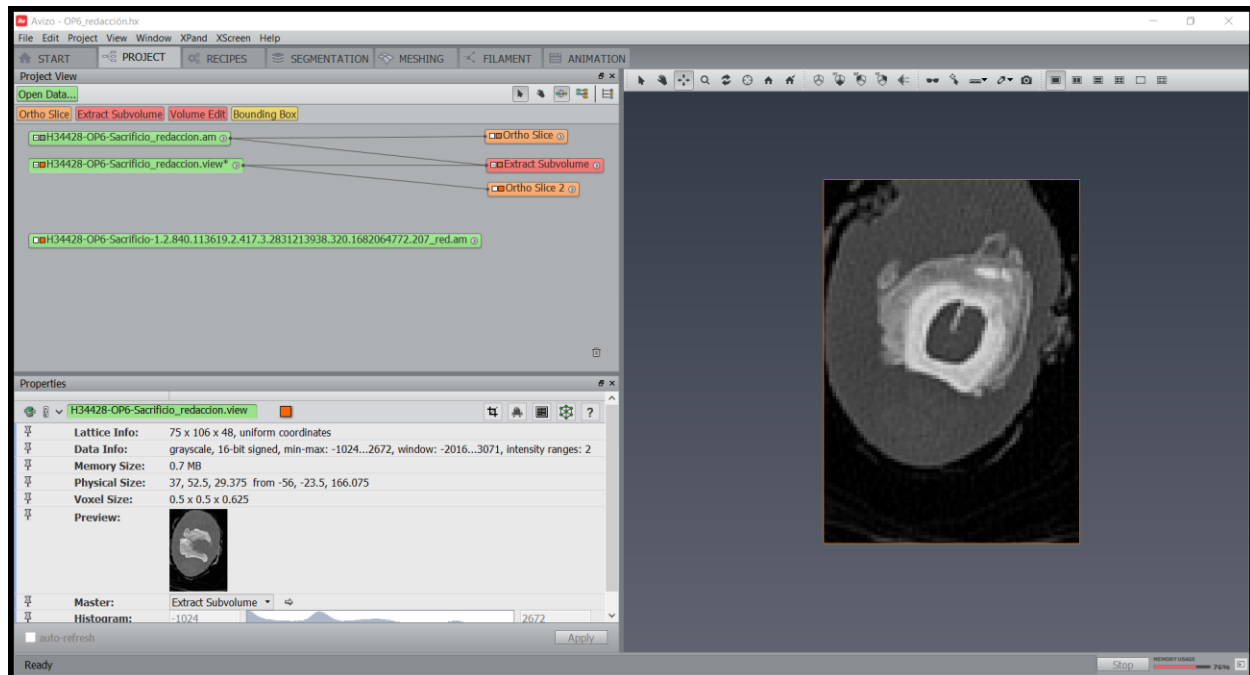 Avizo - OP6_redacción.hx
File Edit Project View Window XPand XScreen Help
START PROJECT RECIPES SEGMENTATION MESHING FILAMENT ANIMATION
Project View
Open Data...
Ortho Slice Extract Subvolume Volume Edit Bounding Box
H34428-OP6-Sacrificio_redaccion.am Ortho Slice
H34428-OP6-Sacrificio_redaccion.view* Extract Subvolume
Ortho Slice 2
H34428-OP6-Sacrificio-1.2.840.113619.2.417.3.2831213938.320.1682064772.207_red.am
Properties
H34428-OP6-Sacrificio_redaccion.view ?
Lattice Info: 75 x 106 x 48, uniform coordinates
Data Info: grayscale, 16-bit signed, min-max: -1024...2672, window: -2016...3071, intensity ranges: 2
Memory Size: 0.7 MB
Physical Size: 37, 52.5, 29.375 from -56, -23.5, 166.075
Voxel Size: 0.5 x 0.5 x 0.625
Preview:
Master: Extract Subvolume
Histogram: -1024 2672
auto-refresh Apply
Ready Stop MEMORY USAGE 76%